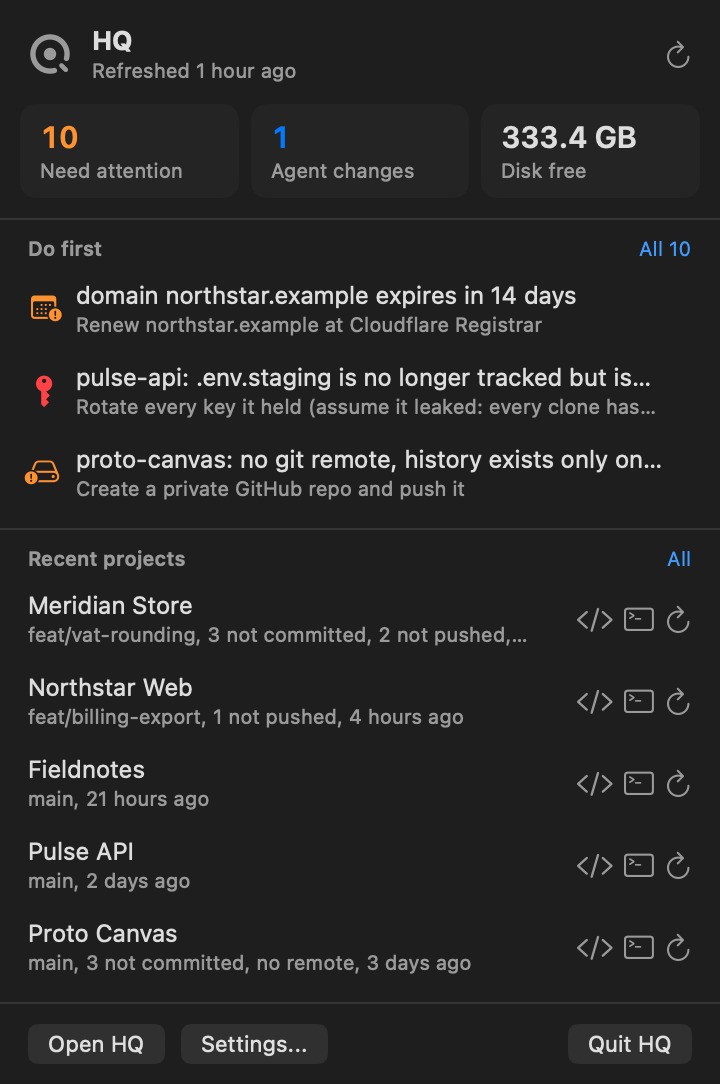 HQ
Refreshed 1 hour ago
10
Need attention
1
Agent changes
333.4 GB
Disk free
Do first
All 10
domain northstar.example expires in 14 days
Renew northstar.example at Cloudflare Registrar
pulse-api: .env.staging is no longer tracked but is...
Rotate every key it held (assume it leaked: every clone has...
proto-canvas: no git remote, history exists only on...
Create a private GitHub repo and push it
Recent projects
All
Meridian Store
feat/vat-rounding, 3 not committed, 2 not pushed,...
Northstar Web
feat/billing-export, 1 not pushed, 4 hours ago
Fieldnotes
main, 21 hours ago
Pulse API
main, 2 days ago
Proto Canvas
main, 3 not committed, no remote, 3 days ago
Open HQ
Settings...
Quit HQ